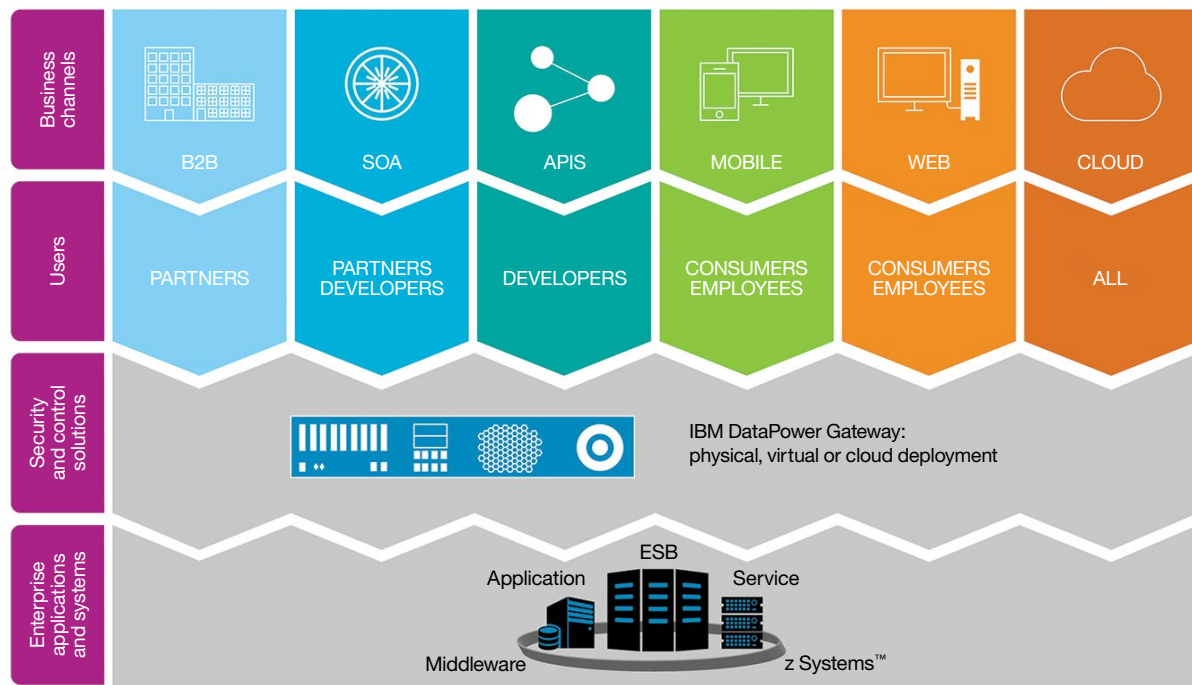 Business
channels
B2B
SOA
APIS
MOBILE
WEB
CLOUD
Users
PARTNERS
PARTNERS
DEVELOPERS
DEVELOPERS
CONSUMERS
EMPLOYEES
CONSUMERS
EMPLOYEES
ALL
Security
and control
solutions
IBM DataPower Gateway:
physical, virtual or cloud deployment
Enterprise
applications
and systems
ESB
Application
Service
Middleware
z Systems™